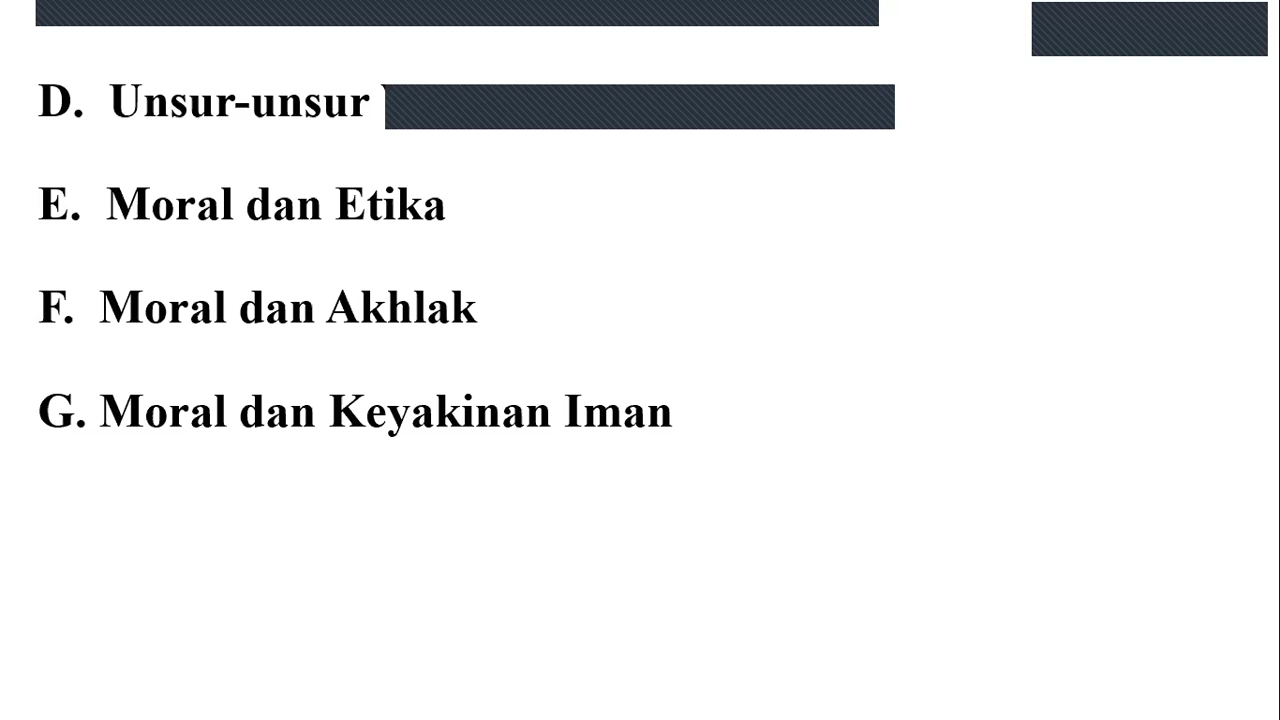 D. Unsur-unsur
E. Moral dan Etika
F. Moral dan Akhlak
G. Moral dan Keyakinan Iman